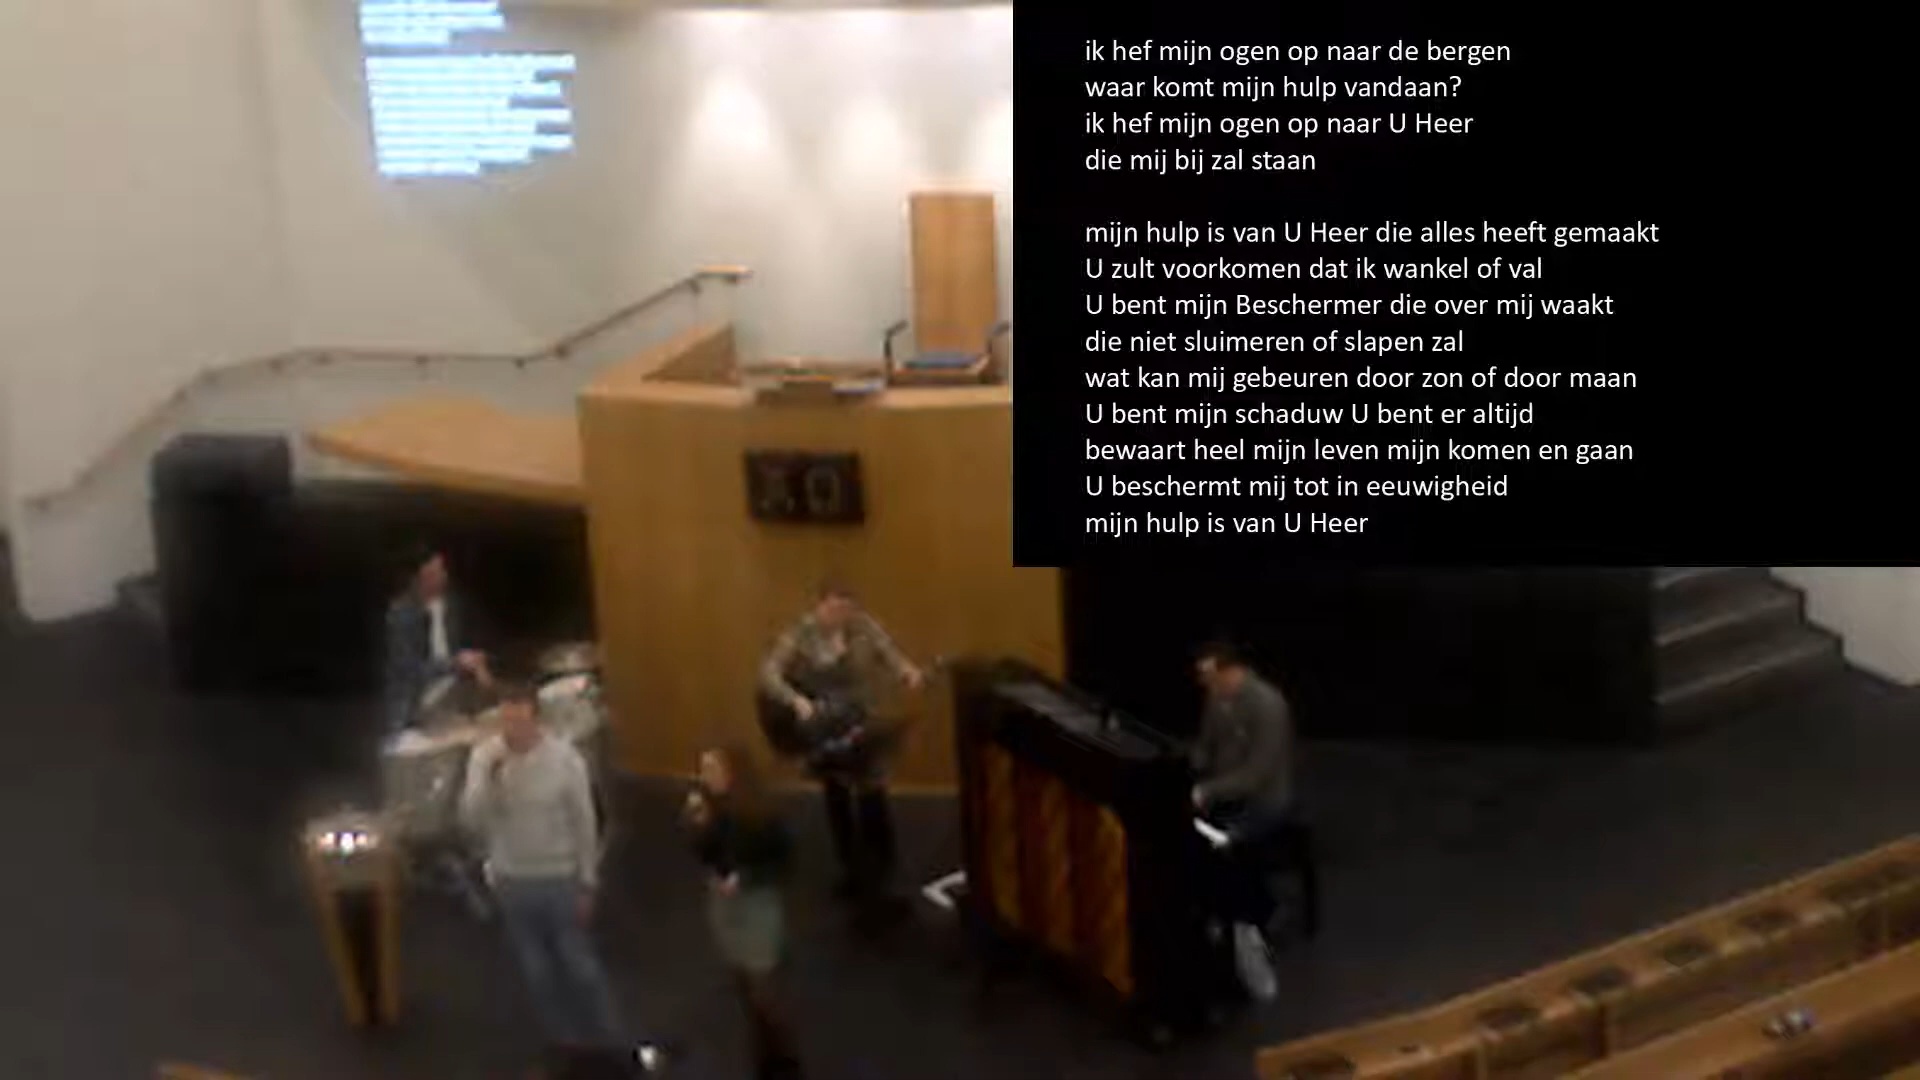 ik hef mijn ogen op naar de bergen
waar komt mijn hulp vandaan?
ik hef mijn ogen op naar U Heer
die mij bij zal staan
mijn hulp is van U Heer die alles heeft gemaakt
U zult voorkomen dat ik wankel of val
U bent mijn Beschermer die over mij waakt
die niet sluimeren of slapen zal
wat kan mij gebeuren door zon of door maan
U bent mijn schaduw U bent er altijd
bewaart heel mijn leven mijn komen en gaan
U beschermt mij tot in eeuwigheid
mijn hulp is van U Heer